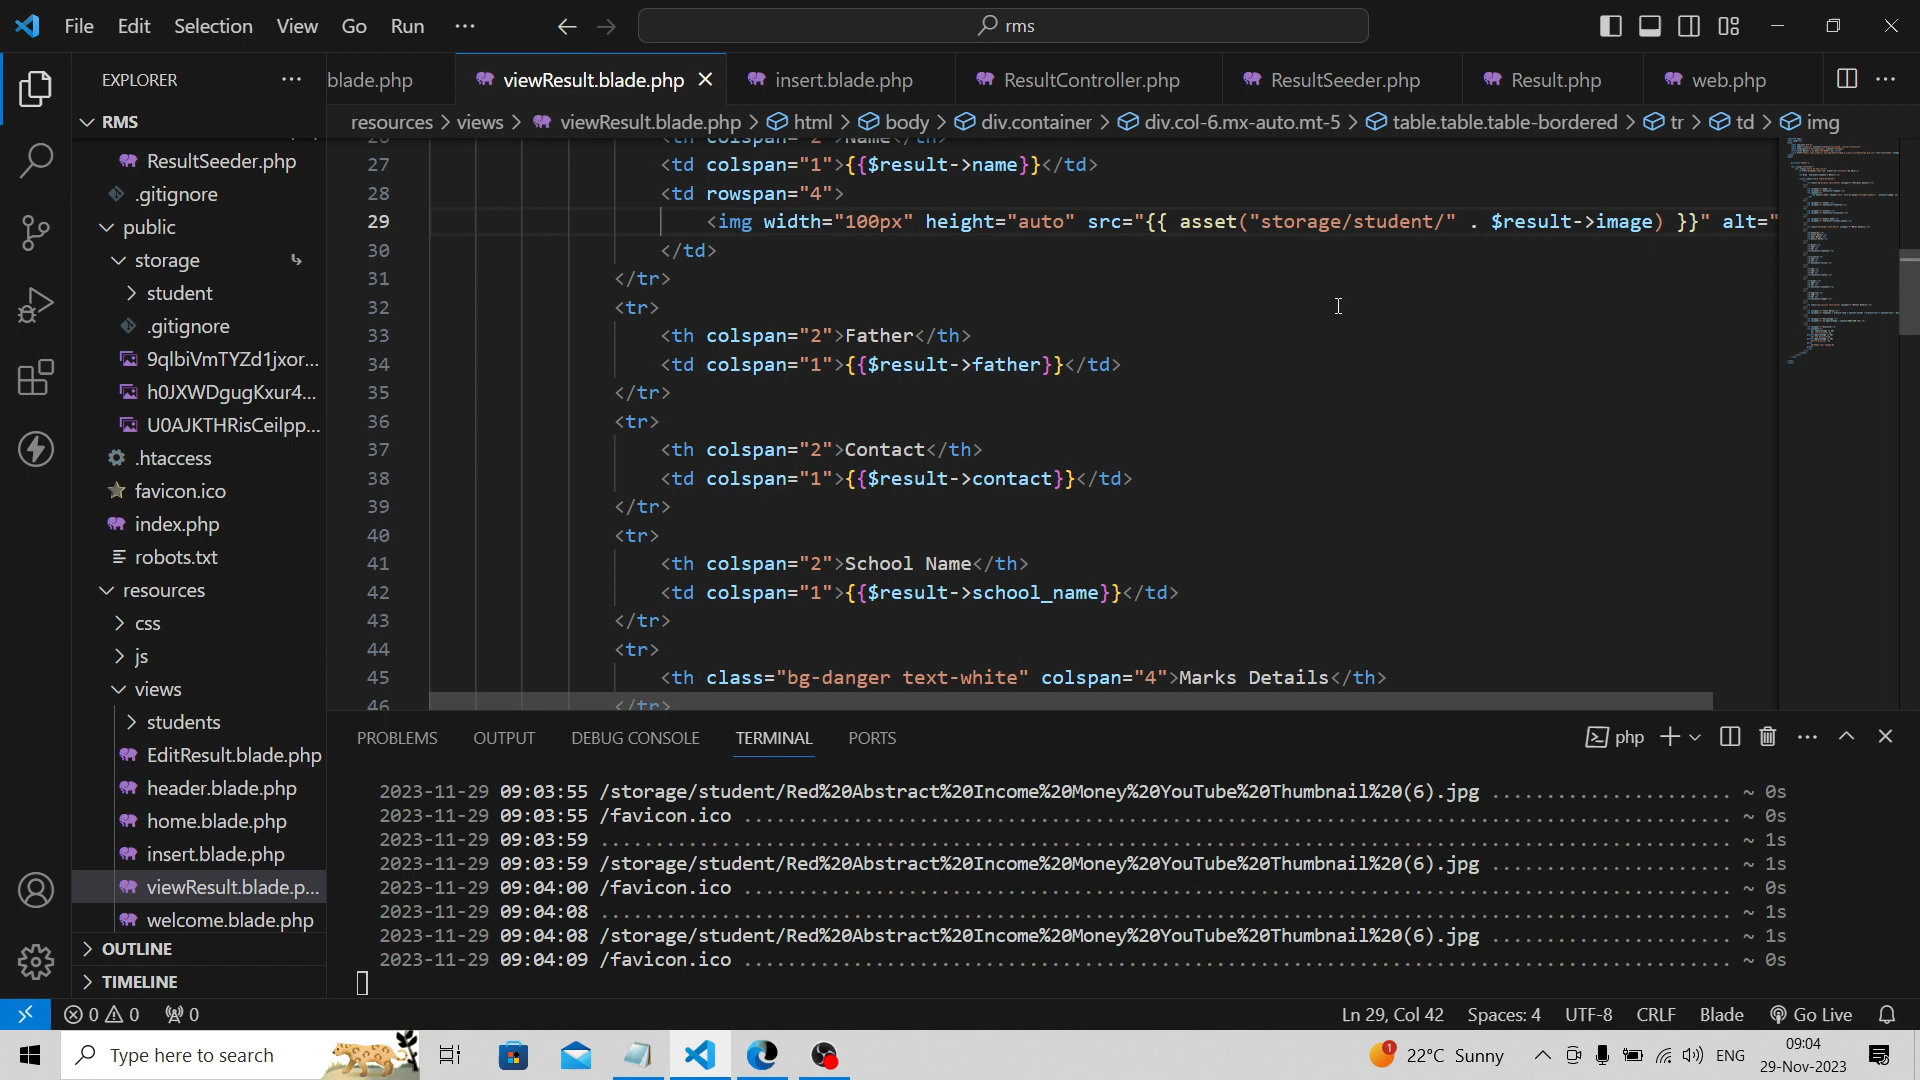 File Edit Selection View Go Run ··· rms
EXPLORER ···
blade.php viewResult.blade.php insert.blade.php ResultController.php ResultSeeder.php Result.php web.php ···
resources > views > viewResult.blade.php > html > body > div.container > div.col-6.mx-auto.mt-5 > table.table.table-bordered > tr > td > img
RMS
ResultSeeder.php
.gitignore
public
storage
student
.gitignore
9qlbiVmTYZd1jxor...
h0JXWDgugKxur4...
U0AJKTHRisCeilpp...
.htaccess
favicon.ico
index.php
robots.txt
resources
css
js
views
students
EditResult.blade.php
header.blade.php
home.blade.php
insert.blade.php
viewResult.blade.p...
welcome.blade.php
OUTLINE
TIMELINE
26 <th colspan="2">Name</th>
27 <td colspan="1">{{$result->name}}</td>
28 <td rowspan="4">
29 <img width="100px" height="auto" src="{{ asset("storage/student/" . $result->image) }}" alt="
30 </td>
31 </tr>
32 <tr>
33 <th colspan="2">Father</th>
34 <td colspan="1">{{$result->father}}</td>
35 </tr>
36 <tr>
37 <th colspan="2">Contact</th>
38 <td colspan="1">{{$result->contact}}</td>
39 </tr>
40 <tr>
41 <th colspan="2">School Name</th>
42 <td colspan="1">{{$result->school_name}}</td>
43 </tr>
44 <tr>
45 <th class="bg-danger text-white" colspan="4">Marks Details</th>
46 </tr>
PROBLEMS OUTPUT DEBUG CONSOLE TERMINAL PORTS php ···
2023-11-29 09:03:55 /storage/student/Red%20Abstract%20Income%20Money%20YouTube%20Thumbnail%20(6).jpg ....................... ~ 0s
2023-11-29 09:03:55 /favicon.ico ....................................................................................... ~ 0s
2023-11-29 09:03:59 ................................................................................................... ~ 1s
2023-11-29 09:03:59 /storage/student/Red%20Abstract%20Income%20Money%20YouTube%20Thumbnail%20(6).jpg ....................... ~ 1s
2023-11-29 09:04:00 /favicon.ico ....................................................................................... ~ 0s
2023-11-29 09:04:08 ................................................................................................... ~ 1s
2023-11-29 09:04:08 /storage/student/Red%20Abstract%20Income%20Money%20YouTube%20Thumbnail%20(6).jpg ....................... ~ 1s
2023-11-29 09:04:09 /favicon.ico ....................................................................................... ~ 0s
0 0 0 Ln 29, Col 42 Spaces: 4 UTF-8 CRLF Blade Go Live
Type here to search 1 22°C Sunny ENG 09:04
29-Nov-2023